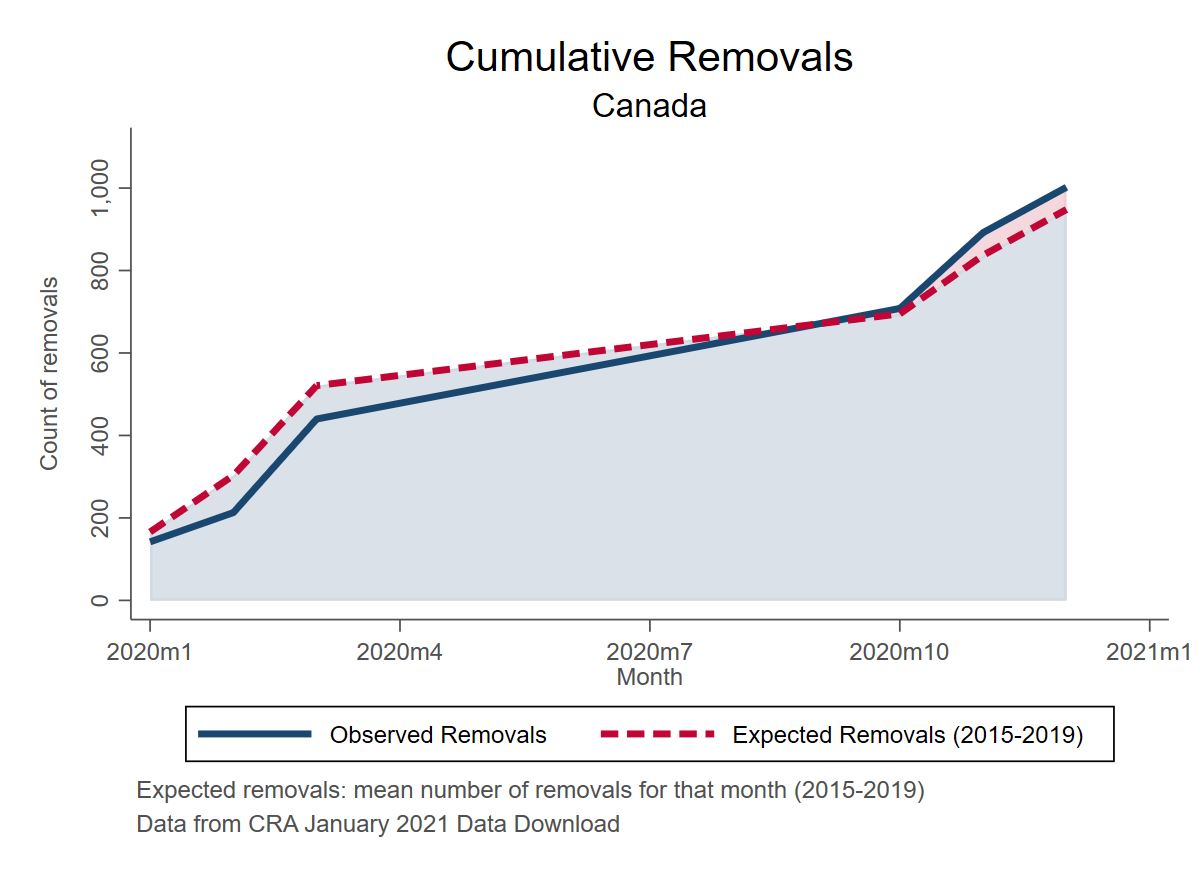 Cumulative Removals
Canada
Count of removals
1,000
800
600
400
200
0
2020m1 2020m4 2020m7 2020m10 2021m1
Month
Observed Removals Expected Removals (2015-2019)
Expected removals: mean number of removals for that month (2015-2019)
Data from CRA January 2021 Data Download